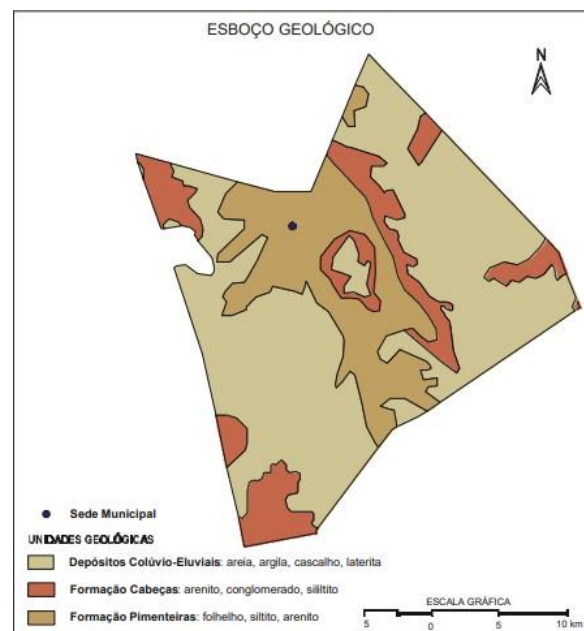 ESBOÇO GEOLÓGICO
N
Sede Municipal
UNIDADES GEOLÓGICAS
Depósitos Colúvio-Eluviais: areia, argila, cascalho, laterita
Formação Cabeças: arenito, conglomerado, sililtito
Formação Pimenteiras: folhelho, siltito, arenito
ESCALA GRÁFICA
5 0 5 10 km